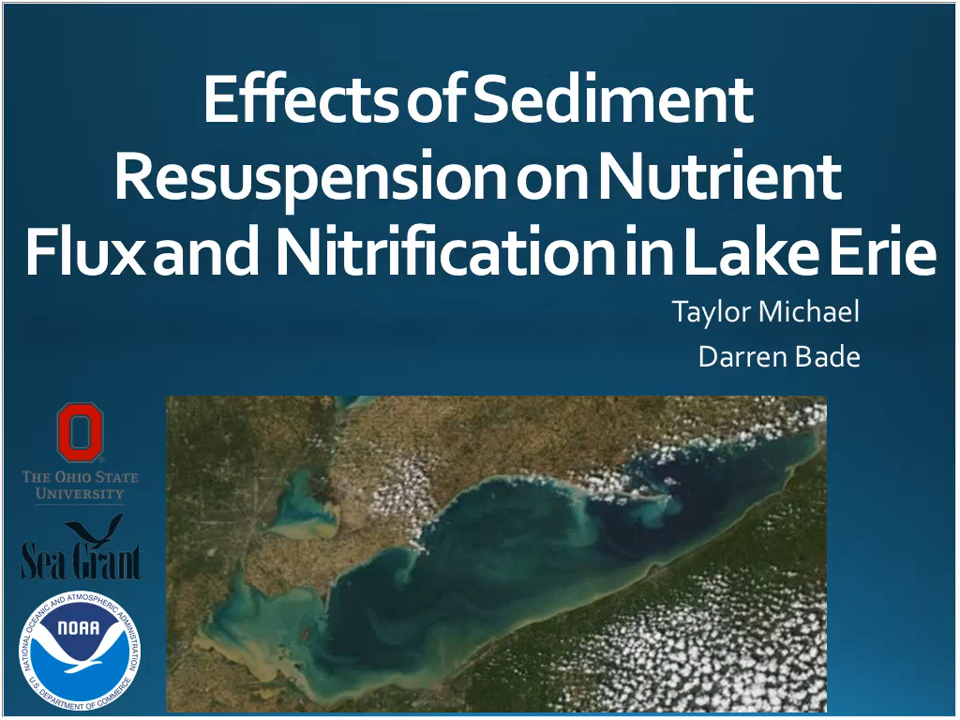 Effects of Sediment
Resuspension on Nutrient
Flux and Nitrification in Lake Erie
Taylor Michael
Darren Bade
THE OHIO STATE
UNIVERSITY
Sea Grant
NATIONAL OCEANIC AND ATMOSPHERIC ADMINISTRATION
NOAA
U.S. DEPARTMENT OF COMMERCE